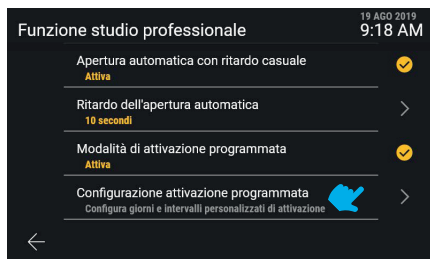 Funzione studio professionale
19 AGO 2019
9:18 AM
Apertura automatica con ritardo casuale
Attiva
Ritardo dell'apertura automatica
10 secondi
Modalità di attivazione programmata
Attiva
Configurazione attivazione programmata
Configura giorni e intervalli personalizzati di attivazione